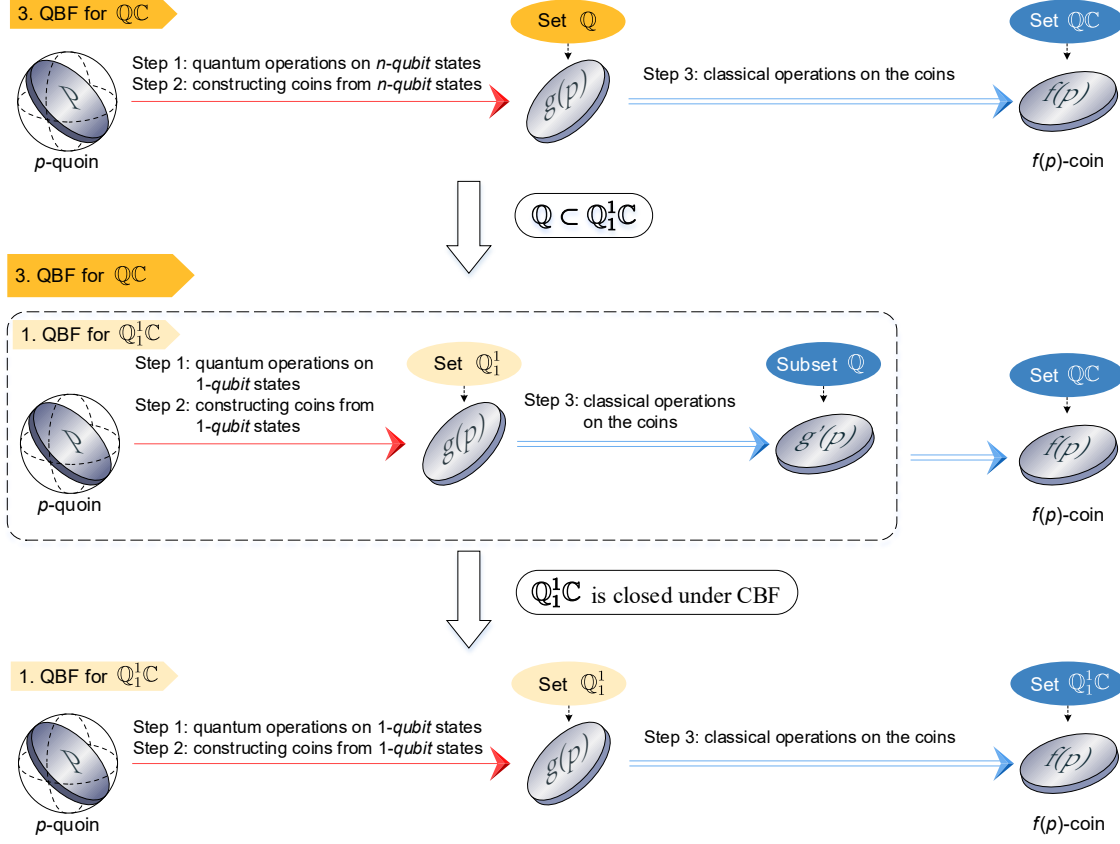 3. QBF for ℚℂ
Set ℚ
Set ℚℂ
Step 1: quantum operations on n-qubit states
Step 2: constructing coins from n-qubit states
Step 3: classical operations on the coins
p
g(p)
f(p)
p-quoin
f(p)-coin
ℚ ⊂ ℚ₁¹ℂ
3. QBF for ℚℂ
1. QBF for ℚ₁¹ℂ
Step 1: quantum operations on
1-qubit states
Step 2: constructing coins from
1-qubit states
Set ℚ₁¹
Subset ℚ
Set ℚℂ
Step 3: classical operations
on the coins
p
g(p)
g'(p)
f(p)
p-quoin
f(p)-coin
ℚ₁¹ℂ is closed under CBF
1. QBF for ℚ₁¹ℂ
Set ℚ₁¹
Set ℚ₁¹ℂ
Step 1: quantum operations on 1-qubit states
Step 2: constructing coins from 1-qubit states
Step 3: classical operations on the coins
p
g(p)
f(p)
p-quoin
f(p)-coin